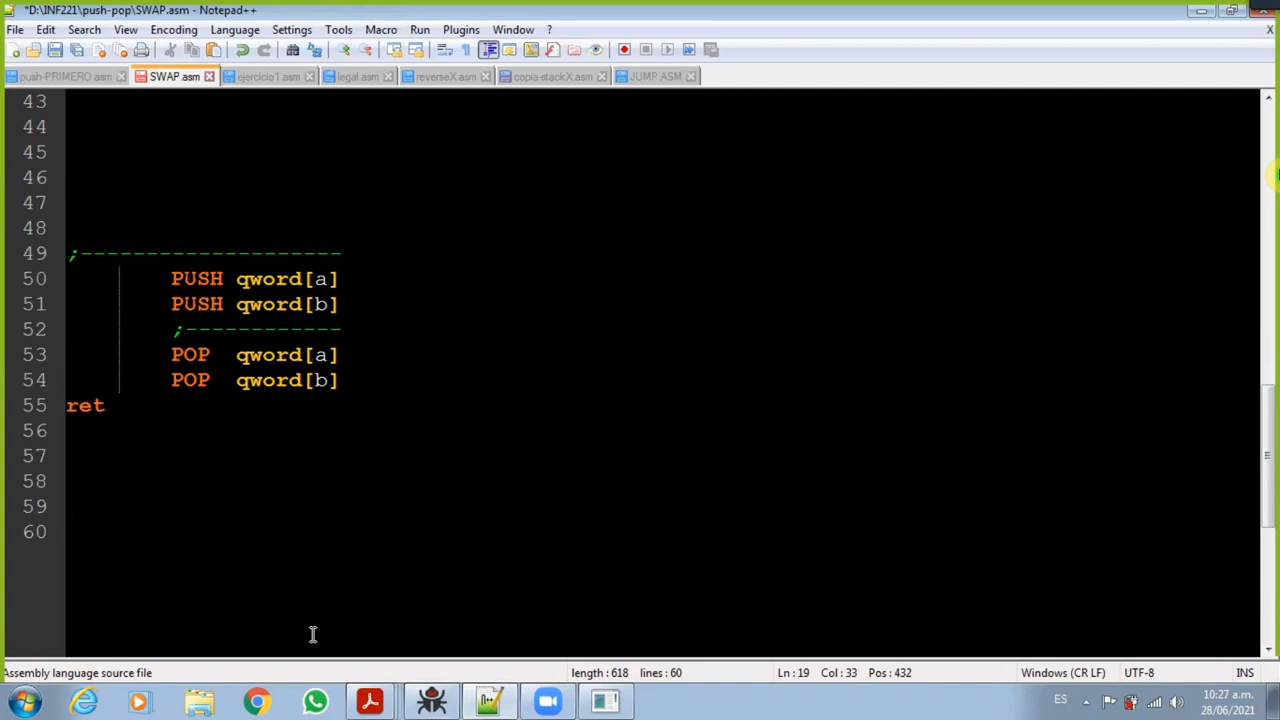 *D:\INF221\push-pop\SWAP.asm - Notepad++
File Edit Search View Encoding Language Settings Tools Macro Run Plugins Window ? X
push-PRIMERO.asm SWAP.asm ejercicio1.asm legal.asm reverseX.asm copia-stackX.asm JUMP.ASM
43
44
45
46
47
48
49 ;--------------------
50 PUSH qword[a]
51 PUSH qword[b]
52 ;------------
53 POP qword[a]
54 POP qword[b]
55 ret
56
57
58
59
60
Assembly language source file length : 618 lines : 60 Ln : 19 Col : 33 Pos : 432 Windows (CR LF) UTF-8 INS
ES 10:27 a.m.
28/06/2021